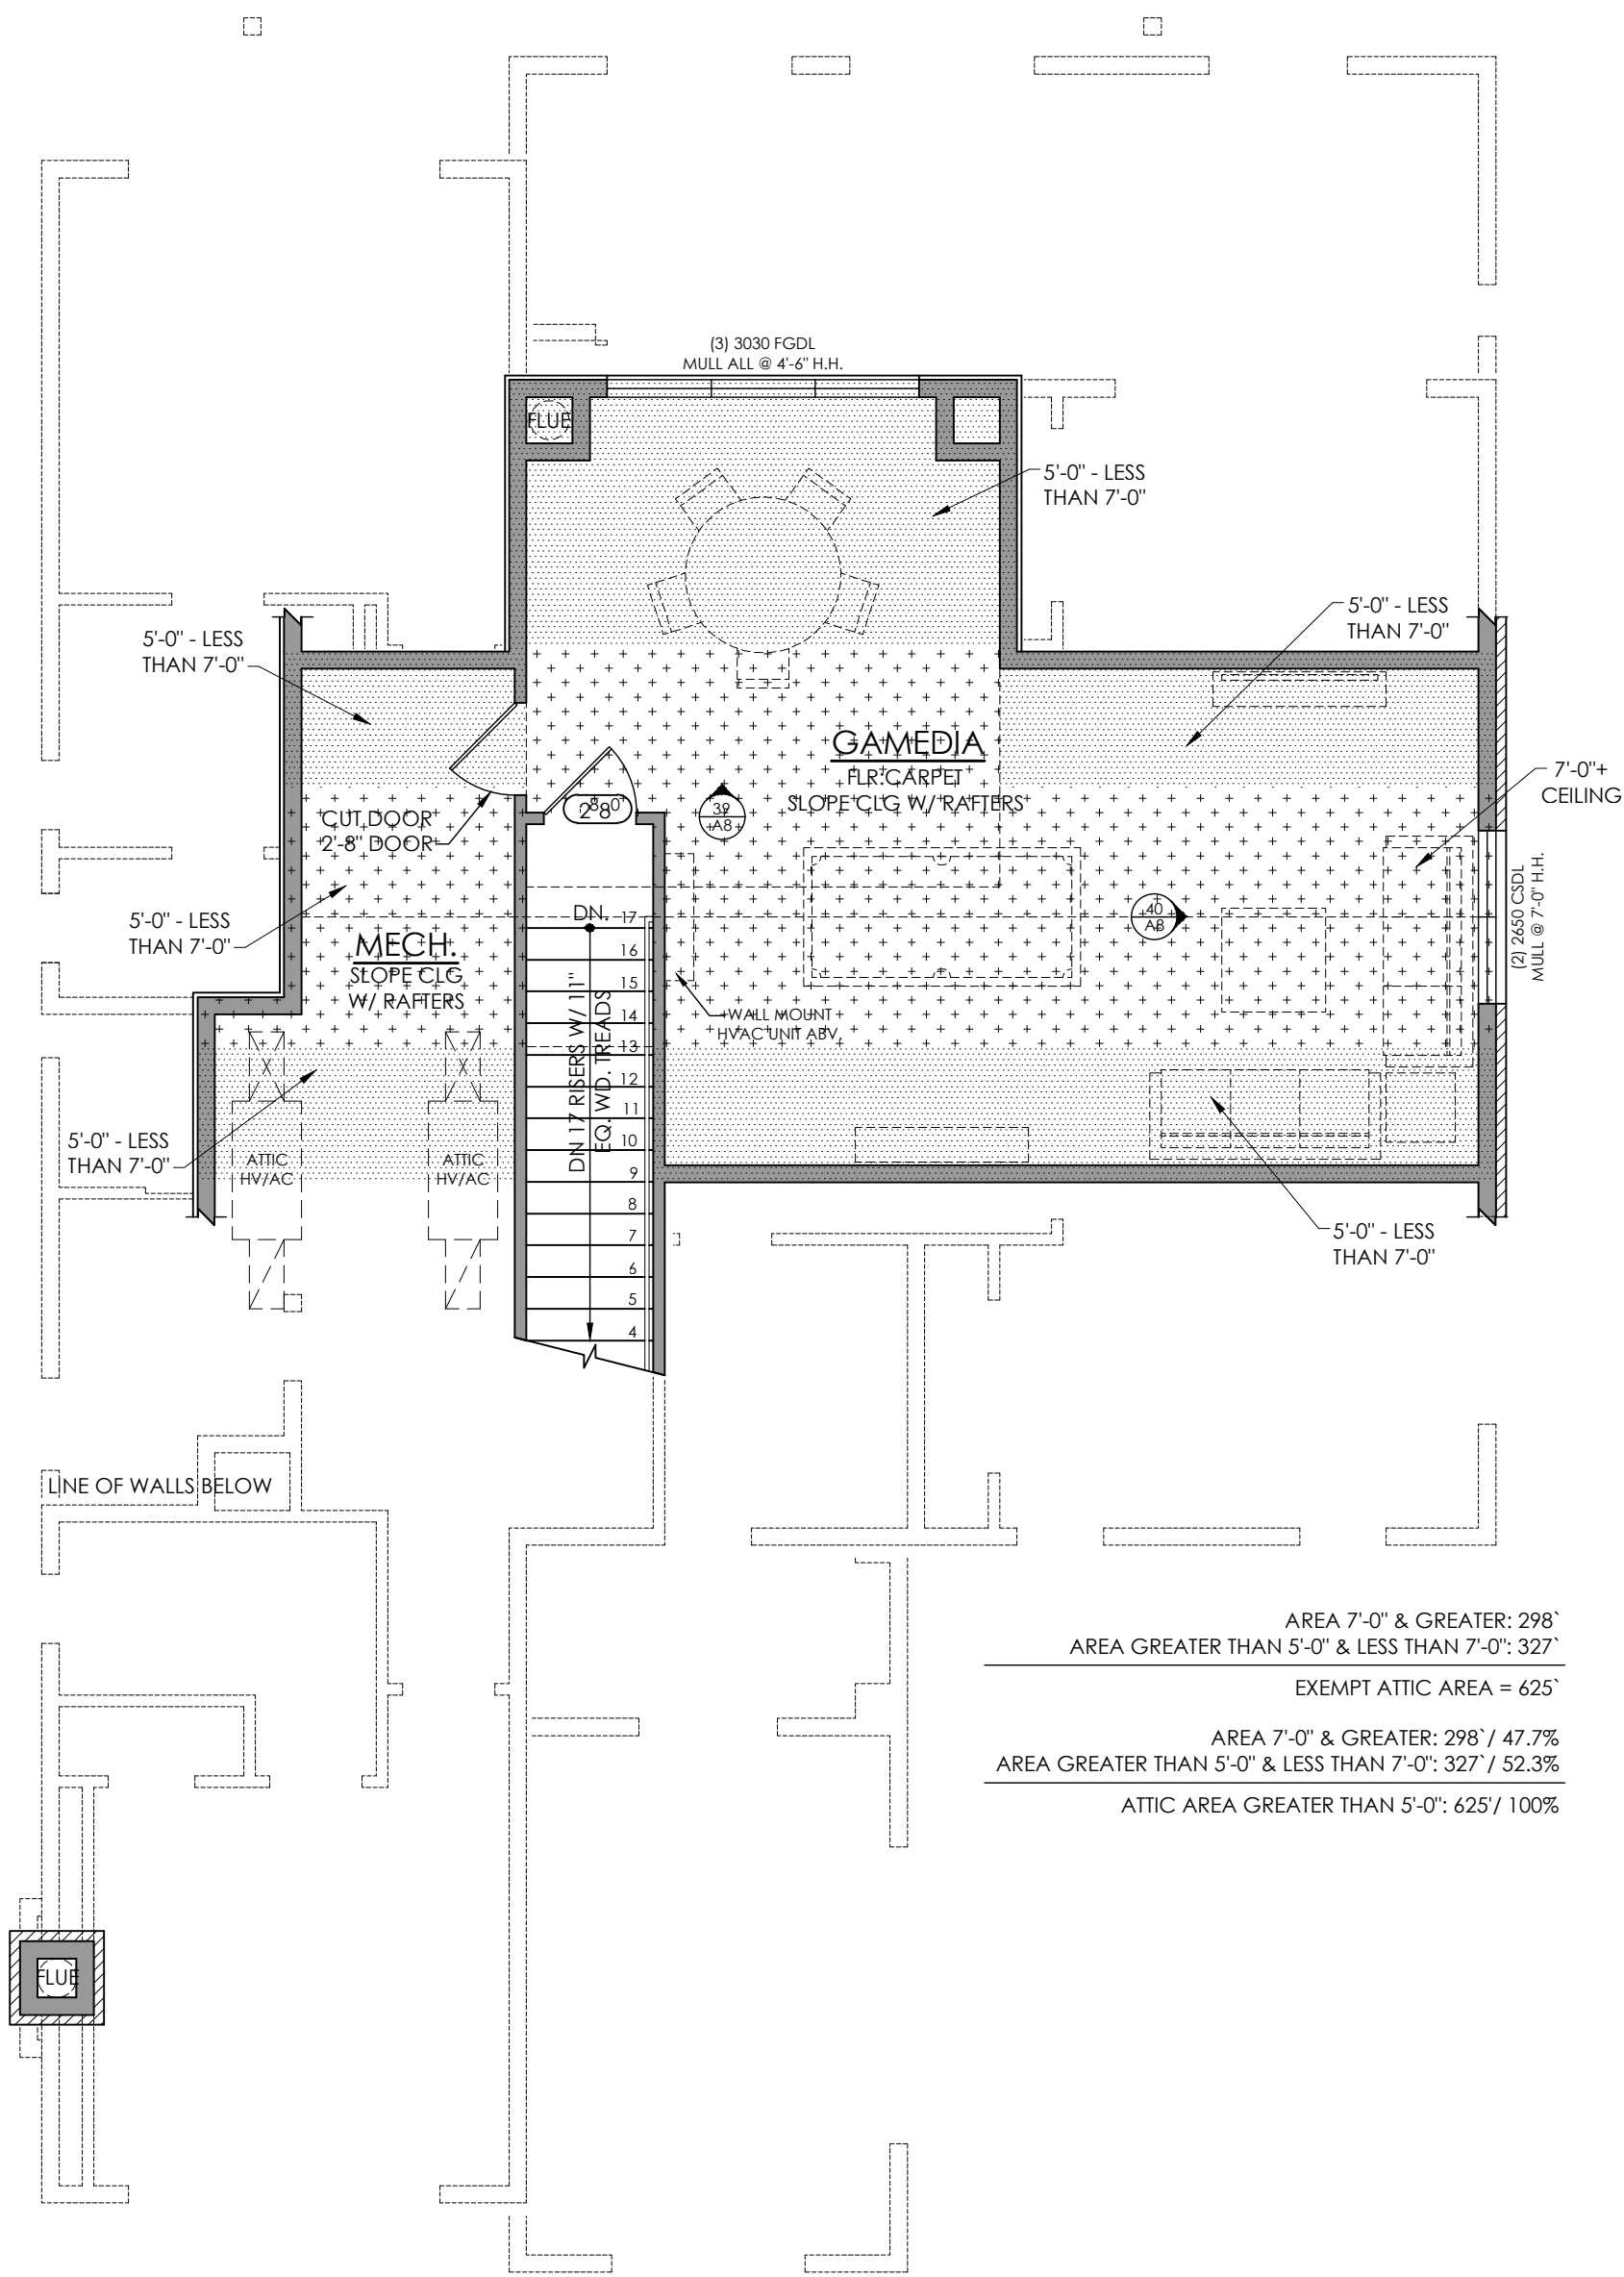 (3) 3030 FGDL
MULL ALL @ 4'-6" H.H.
FLUE
5'-0" - LESS
THAN 7'-0"
5'-0" - LESS
THAN 7'-0"
5'-0" - LESS
THAN 7'-0"
GAMEDIA
FLR:CARPET
SLOPE CLG W/ RAFTERS
7'-0"+
CEILING
CUT DOOR
2'-8" DOOR
2⁸8⁰
39
A8
(2) 2650 CSDL
MULL @ 7'-0" H.H.
5'-0" - LESS
THAN 7'-0"
40
A8
DN.
17
MECH.
SLOPE CLG
W/ RAFTERS
16
15
14
13
12
11
10
9
8
7
6
5
4
DN 17 RISERS W/ 11"
EQ. WD. TREADS
WALL MOUNT
HVAC UNIT ABV.
5'-0" - LESS
THAN 7'-0"
ATTIC
HV/AC
ATTIC
HV/AC
5'-0" - LESS
THAN 7'-0"
LINE OF WALLS BELOW
AREA 7'-0" & GREATER: 298`
AREA GREATER THAN 5'-0" & LESS THAN 7'-0": 327`
EXEMPT ATTIC AREA = 625`
AREA 7'-0" & GREATER: 298`/ 47.7%
AREA GREATER THAN 5'-0" & LESS THAN 7'-0": 327`/ 52.3%
ATTIC AREA GREATER THAN 5'-0": 625'/ 100%
FLUE